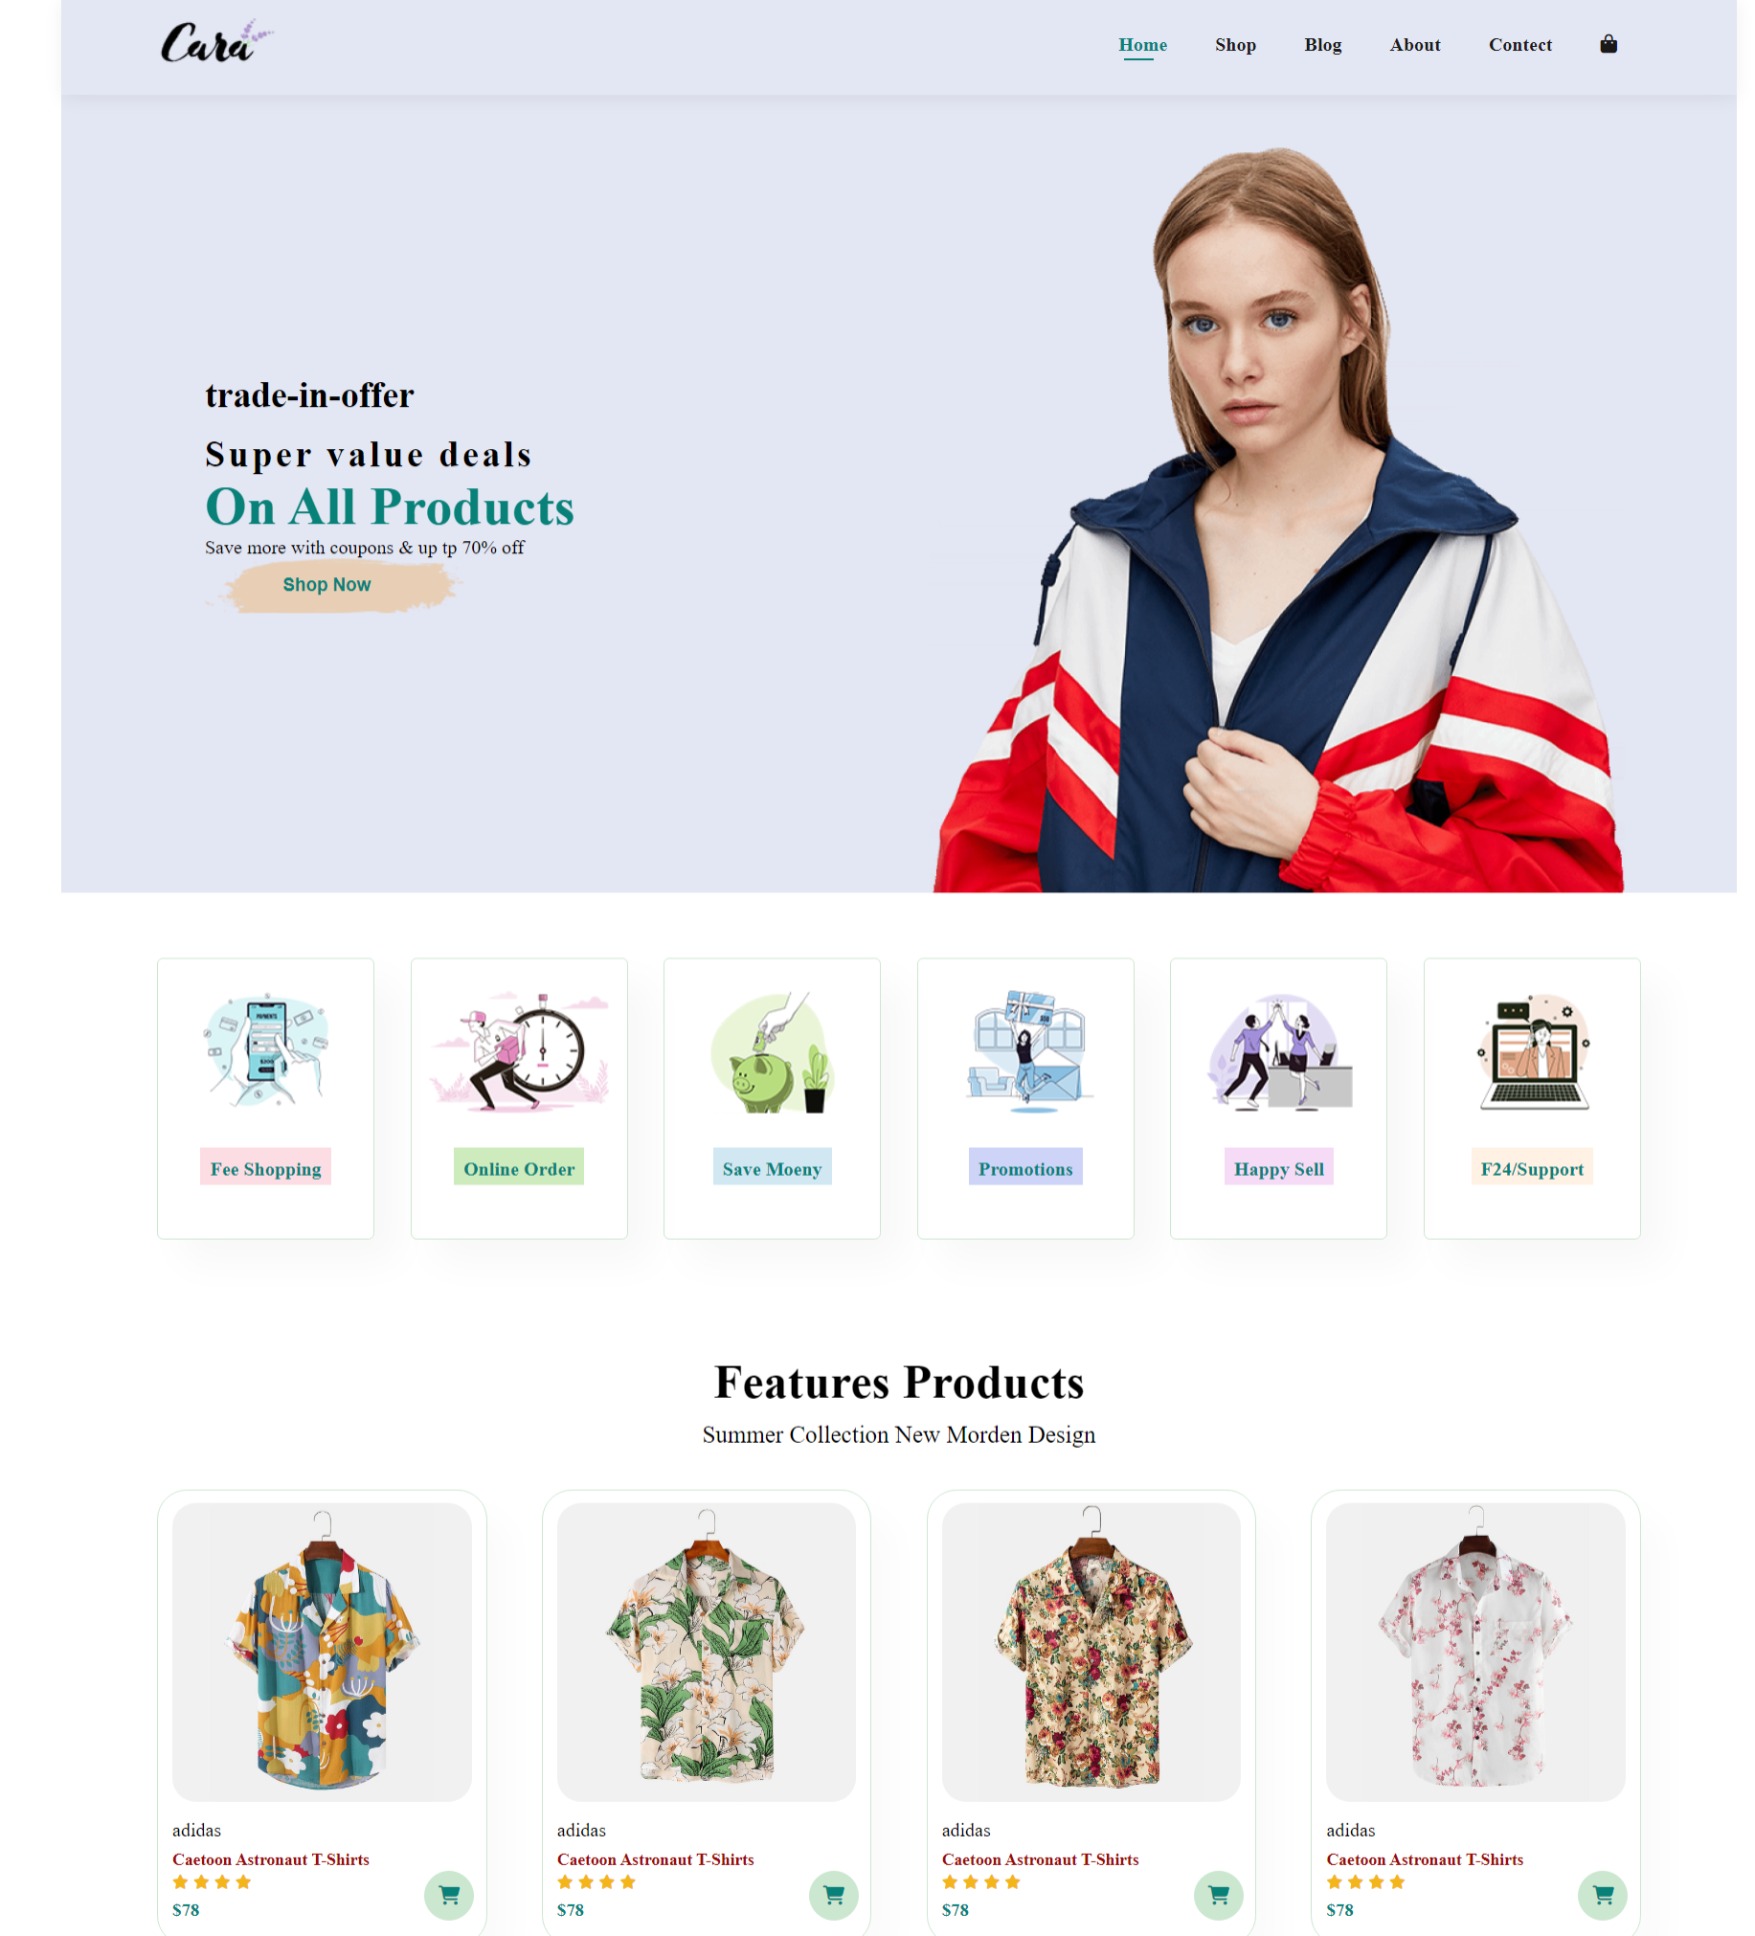 Cara
Home Shop Blog About Contect
trade-in-offer
Super value deals
On All Products
Save more with coupons & up tp 70% off
Shop Now
PAYMENTS
Fee Shopping
Online Order
Save Moeny
Promotions
Happy Sell
F24/Support
Features Products
Summer Collection New Morden Design
adidas
Caetoon Astronaut T-Shirts
$78
adidas
Caetoon Astronaut T-Shirts
$78
adidas
Caetoon Astronaut T-Shirts
$78
adidas
Caetoon Astronaut T-Shirts
$78